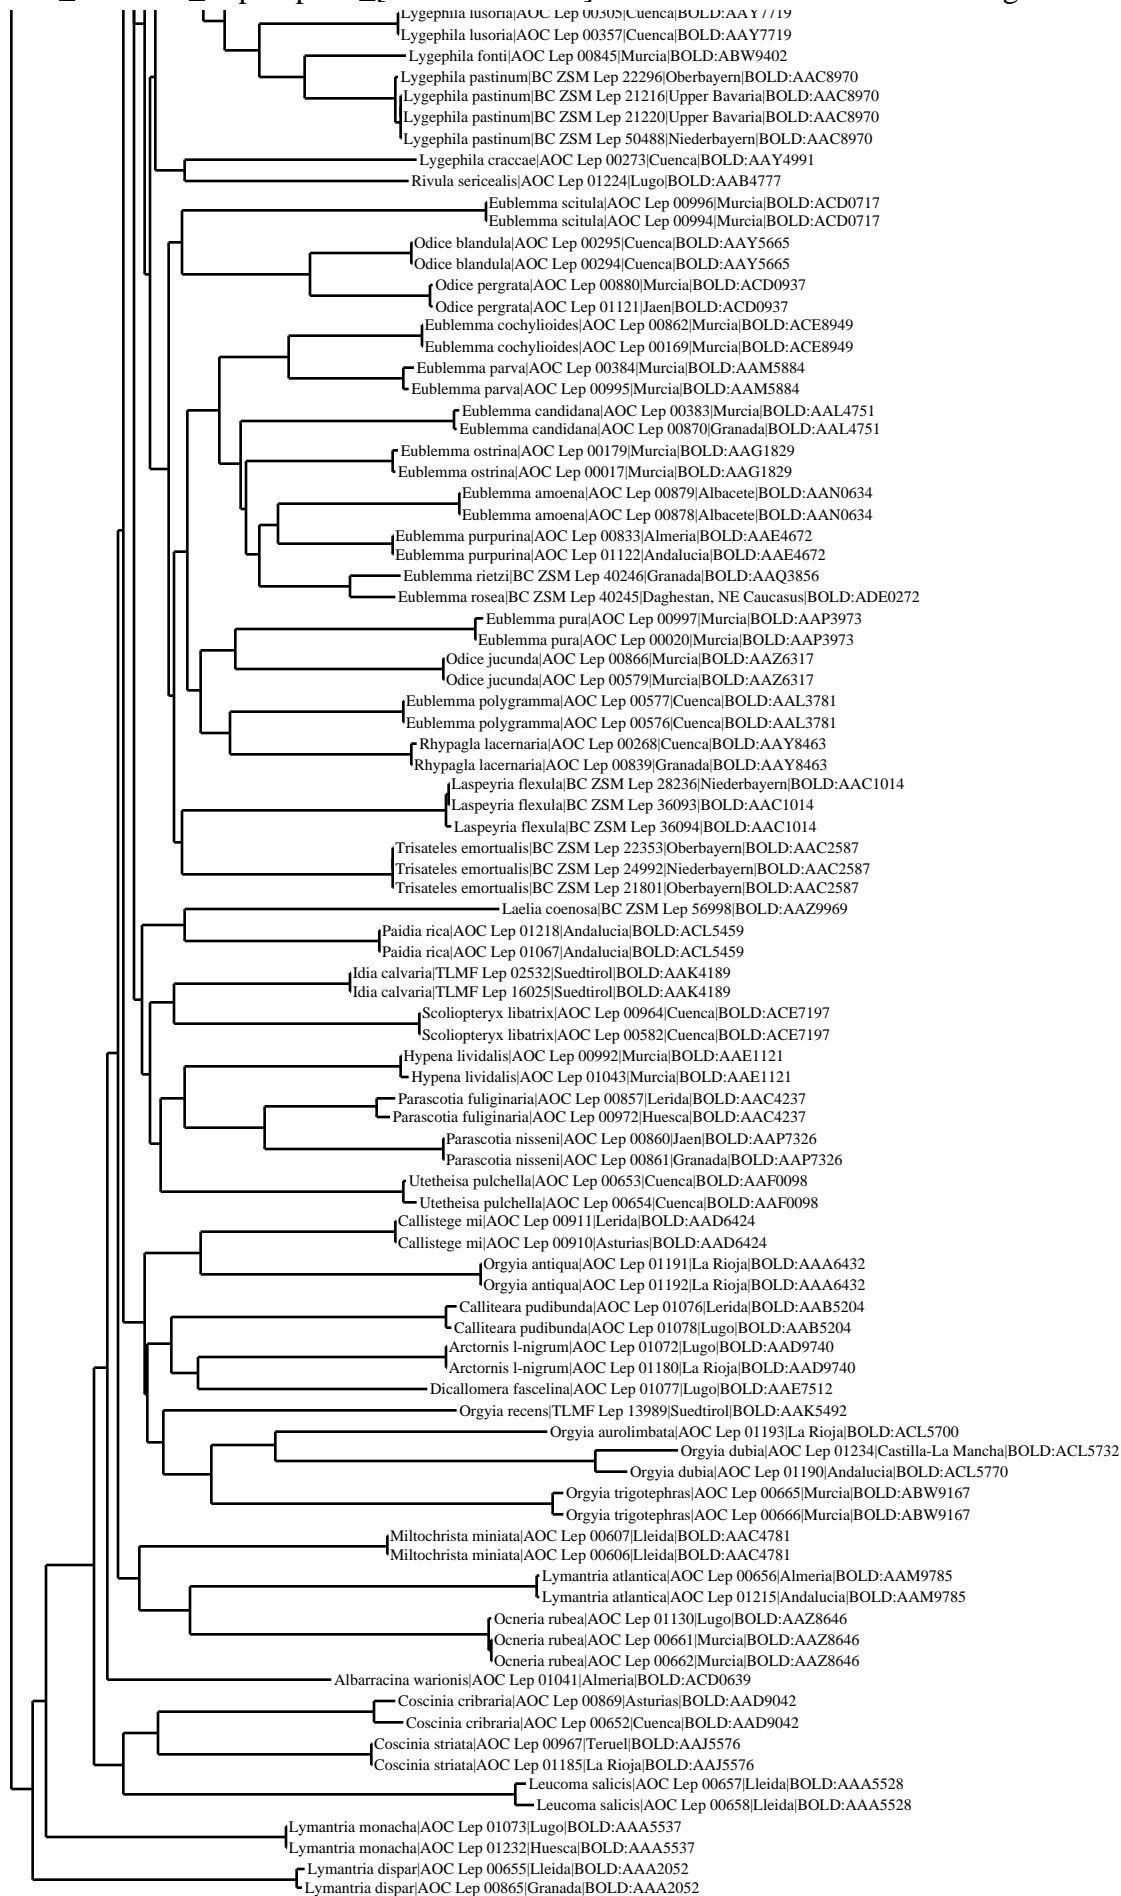 Lygephila lusoria|AOC Lep 00305|Cuenca|BOLD:AAY7719
Lygephila lusoria|AOC Lep 00357|Cuenca|BOLD:AAY7719
Lygephila fonti|AOC Lep 00845|Murcia|BOLD:ABW9402
Lygephila pastinum|BC ZSM Lep 22296|Oberbayern|BOLD:AAC8970
Lygephila pastinum|BC ZSM Lep 21216|Upper Bavaria|BOLD:AAC8970
Lygephila pastinum|BC ZSM Lep 21220|Upper Bavaria|BOLD:AAC8970
Lygephila pastinum|BC ZSM Lep 50488|Niederbayern|BOLD:AAC8970
Lygephila craccae|AOC Lep 00273|Cuenca|BOLD:AAY4991
Rivula sericealis|AOC Lep 01224|Lugo|BOLD:AAB4777
Eublemma scitula|AOC Lep 00996|Murcia|BOLD:ACD0717
Eublemma scitula|AOC Lep 00994|Murcia|BOLD:ACD0717
Odice blandula|AOC Lep 00295|Cuenca|BOLD:AAY5665
Odice blandula|AOC Lep 00294|Cuenca|BOLD:AAY5665
Odice pergrata|AOC Lep 00880|Murcia|BOLD:ACD0937
Odice pergrata|AOC Lep 01121|Jaen|BOLD:ACD0937
Eublemma cochylioides|AOC Lep 00862|Murcia|BOLD:ACE8949
Eublemma cochylioides|AOC Lep 00169|Murcia|BOLD:ACE8949
Eublemma parva|AOC Lep 00384|Murcia|BOLD:AAM5884
Eublemma parva|AOC Lep 00995|Murcia|BOLD:AAM5884
Eublemma candidana|AOC Lep 00383|Murcia|BOLD:AAL4751
Eublemma candidana|AOC Lep 00870|Granada|BOLD:AAL4751
Eublemma ostrina|AOC Lep 00179|Murcia|BOLD:AAG1829
Eublemma ostrina|AOC Lep 00017|Murcia|BOLD:AAG1829
Eublemma amoena|AOC Lep 00879|Albacete|BOLD:AAN0634
Eublemma amoena|AOC Lep 00878|Albacete|BOLD:AAN0634
Eublemma purpurina|AOC Lep 00833|Almeria|BOLD:AAE4672
Eublemma purpurina|AOC Lep 01122|Andalucia|BOLD:AAE4672
Eublemma rietzi|BC ZSM Lep 40246|Granada|BOLD:AAQ3856
Eublemma rosea|BC ZSM Lep 40245|Daghestan, NE Caucasus|BOLD:ADE0272
Eublemma pura|AOC Lep 00997|Murcia|BOLD:AAP3973
Eublemma pura|AOC Lep 00020|Murcia|BOLD:AAP3973
Odice jucunda|AOC Lep 00866|Murcia|BOLD:AAZ6317
Odice jucunda|AOC Lep 00579|Murcia|BOLD:AAZ6317
Eublemma polygramma|AOC Lep 00577|Cuenca|BOLD:AAL3781
Eublemma polygramma|AOC Lep 00576|Cuenca|BOLD:AAL3781
Rhypagla lacernaria|AOC Lep 00268|Cuenca|BOLD:AAY8463
Rhypagla lacernaria|AOC Lep 00839|Granada|BOLD:AAY8463
Laspeyria flexula|BC ZSM Lep 28236|Niederbayern|BOLD:AAC1014
Laspeyria flexula|BC ZSM Lep 36093|BOLD:AAC1014
Laspeyria flexula|BC ZSM Lep 36094|BOLD:AAC1014
Trisateles emortualis|BC ZSM Lep 22353|Oberbayern|BOLD:AAC2587
Trisateles emortualis|BC ZSM Lep 24992|Niederbayern|BOLD:AAC2587
Trisateles emortualis|BC ZSM Lep 21801|Oberbayern|BOLD:AAC2587
Laelia coenosa|BC ZSM Lep 56998|BOLD:AAZ9969
Paidia rica|AOC Lep 01218|Andalucia|BOLD:ACL5459
Paidia rica|AOC Lep 01067|Andalucia|BOLD:ACL5459
Idia calvaria|TLMF Lep 02532|Suedtirol|BOLD:AAK4189
Idia calvaria|TLMF Lep 16025|Suedtirol|BOLD:AAK4189
Scoliopteryx libatrix|AOC Lep 00964|Cuenca|BOLD:ACE7197
Scoliopteryx libatrix|AOC Lep 00582|Cuenca|BOLD:ACE7197
Hypena lividalis|AOC Lep 00992|Murcia|BOLD:AAE1121
Hypena lividalis|AOC Lep 01043|Murcia|BOLD:AAE1121
Parascotia fuliginaria|AOC Lep 00857|Lerida|BOLD:AAC4237
Parascotia fuliginaria|AOC Lep 00972|Huesca|BOLD:AAC4237
Parascotia nisseni|AOC Lep 00860|Jaen|BOLD:AAP7326
Parascotia nisseni|AOC Lep 00861|Granada|BOLD:AAP7326
Utetheisa pulchella|AOC Lep 00653|Cuenca|BOLD:AAF0098
Utetheisa pulchella|AOC Lep 00654|Cuenca|BOLD:AAF0098
Callistege mi|AOC Lep 00911|Lerida|BOLD:AAD6424
Callistege mi|AOC Lep 00910|Asturias|BOLD:AAD6424
Orgyia antiqua|AOC Lep 01191|La Rioja|BOLD:AAA6432
Orgyia antiqua|AOC Lep 01192|La Rioja|BOLD:AAA6432
Calliteara pudibunda|AOC Lep 01076|Lerida|BOLD:AAB5204
Calliteara pudibunda|AOC Lep 01078|Lugo|BOLD:AAB5204
Arctornis l-nigrum|AOC Lep 01072|Lugo|BOLD:AAD9740
Arctornis l-nigrum|AOC Lep 01180|La Rioja|BOLD:AAD9740
Dicallomera fascelina|AOC Lep 01077|Lugo|BOLD:AAE7512
Orgyia recens|TLMF Lep 13989|Suedtirol|BOLD:AAK5492
Orgyia aurolimbata|AOC Lep 01193|La Rioja|BOLD:ACL5700
Orgyia dubia|AOC Lep 01234|Castilla-La Mancha|BOLD:ACL5732
Orgyia dubia|AOC Lep 01190|Andalucia|BOLD:ACL5770
Orgyia trigotephras|AOC Lep 00665|Murcia|BOLD:ABW9167
Orgyia trigotephras|AOC Lep 00666|Murcia|BOLD:ABW9167
Miltochrista miniata|AOC Lep 00607|Lleida|BOLD:AAC4781
Miltochrista miniata|AOC Lep 00606|Lleida|BOLD:AAC4781
Lymantria atlantica|AOC Lep 00656|Almeria|BOLD:AAM9785
Lymantria atlantica|AOC Lep 01215|Andalucia|BOLD:AAM9785
Ocneria rubea|AOC Lep 01130|Lugo|BOLD:AAZ8646
Ocneria rubea|AOC Lep 00661|Murcia|BOLD:AAZ8646
Ocneria rubea|AOC Lep 00662|Murcia|BOLD:AAZ8646
Albarracina warionis|AOC Lep 01041|Almeria|BOLD:ACD0639
Coscinia cribraria|AOC Lep 00869|Asturias|BOLD:AAD9042
Coscinia cribraria|AOC Lep 00652|Cuenca|BOLD:AAD9042
Coscinia striata|AOC Lep 00967|Teruel|BOLD:AAJ5576
Coscinia striata|AOC Lep 01185|La Rioja|BOLD:AAJ5576
Leucoma salicis|AOC Lep 00657|Lleida|BOLD:AAA5528
Leucoma salicis|AOC Lep 00658|Lleida|BOLD:AAA5528
Lymantria monacha|AOC Lep 01073|Lugo|BOLD:AAA5537
Lymantria monacha|AOC Lep 01232|Huesca|BOLD:AAA5537
Lymantria dispar|AOC Lep 00655|Lleida|BOLD:AAA2052
Lymantria dispar|AOC Lep 00865|Granada|BOLD:AAA2052